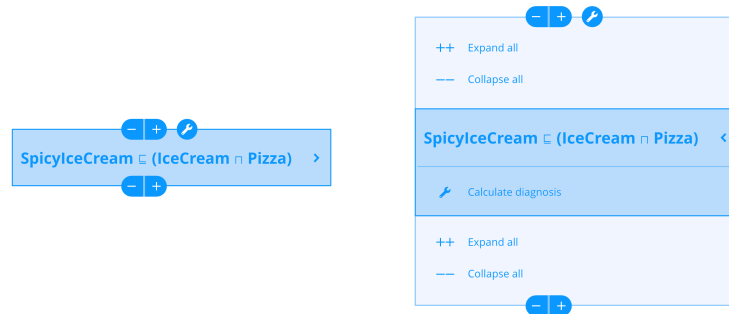 SpicyIceCream ⊑ (IceCream ⊓ Pizza)
Expand all
Collapse all
SpicyIceCream ⊑ (IceCream ⊓ Pizza)
Calculate diagnosis
Expand all
Collapse all